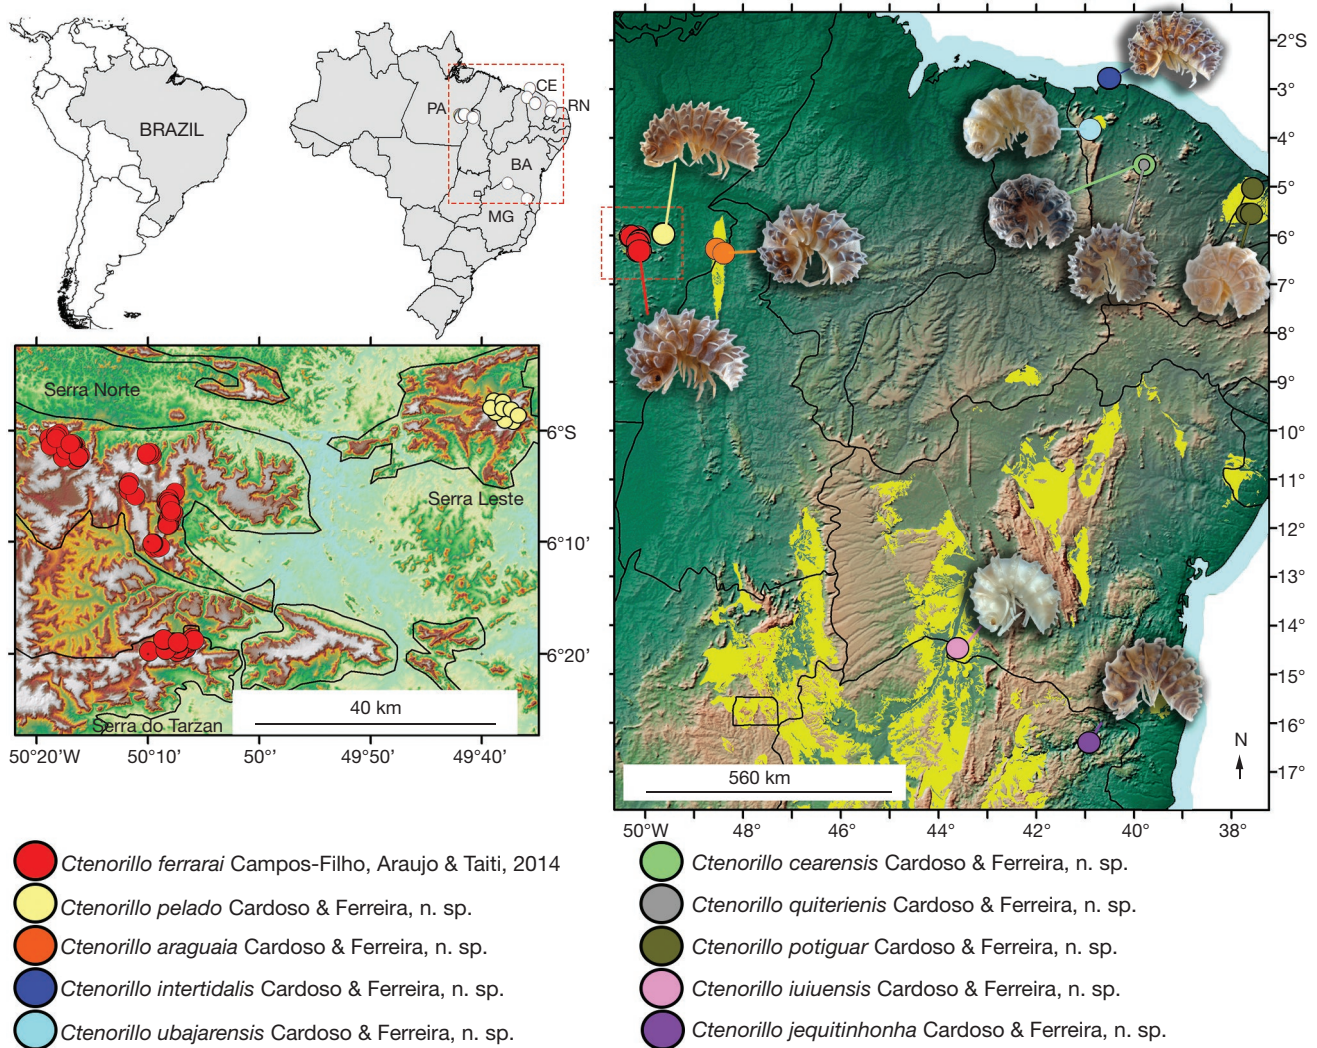 BRAZIL
PA
CE
RN
BA
MG
Serra Norte
Serra Leste
Serra do Tarzan
40 km
6°S
6°10’
6°20’
50°20’W
50°10’
50°
49°50’
49°40’
2°S
3°
4°
5°
6°
7°
8°
9°
10°
11°
12°
13°
14°
15°
16°
17°
N
560 km
50°W
48°
46°
44°
42°
40°
38°
Ctenorillo ferrarai Campos-Filho, Araujo & Taiti, 2014
Ctenorillo pelado Cardoso & Ferreira, n. sp.
Ctenorillo araguaia Cardoso & Ferreira, n. sp.
Ctenorillo intertidalis Cardoso & Ferreira, n. sp.
Ctenorillo ubajarensis Cardoso & Ferreira, n. sp.
Ctenorillo cearensis Cardoso & Ferreira, n. sp.
Ctenorillo quiterienis Cardoso & Ferreira, n. sp.
Ctenorillo potiguar Cardoso & Ferreira, n. sp.
Ctenorillo iuiuensis Cardoso & Ferreira, n. sp.
Ctenorillo jequitinhonha Cardoso & Ferreira, n. sp.